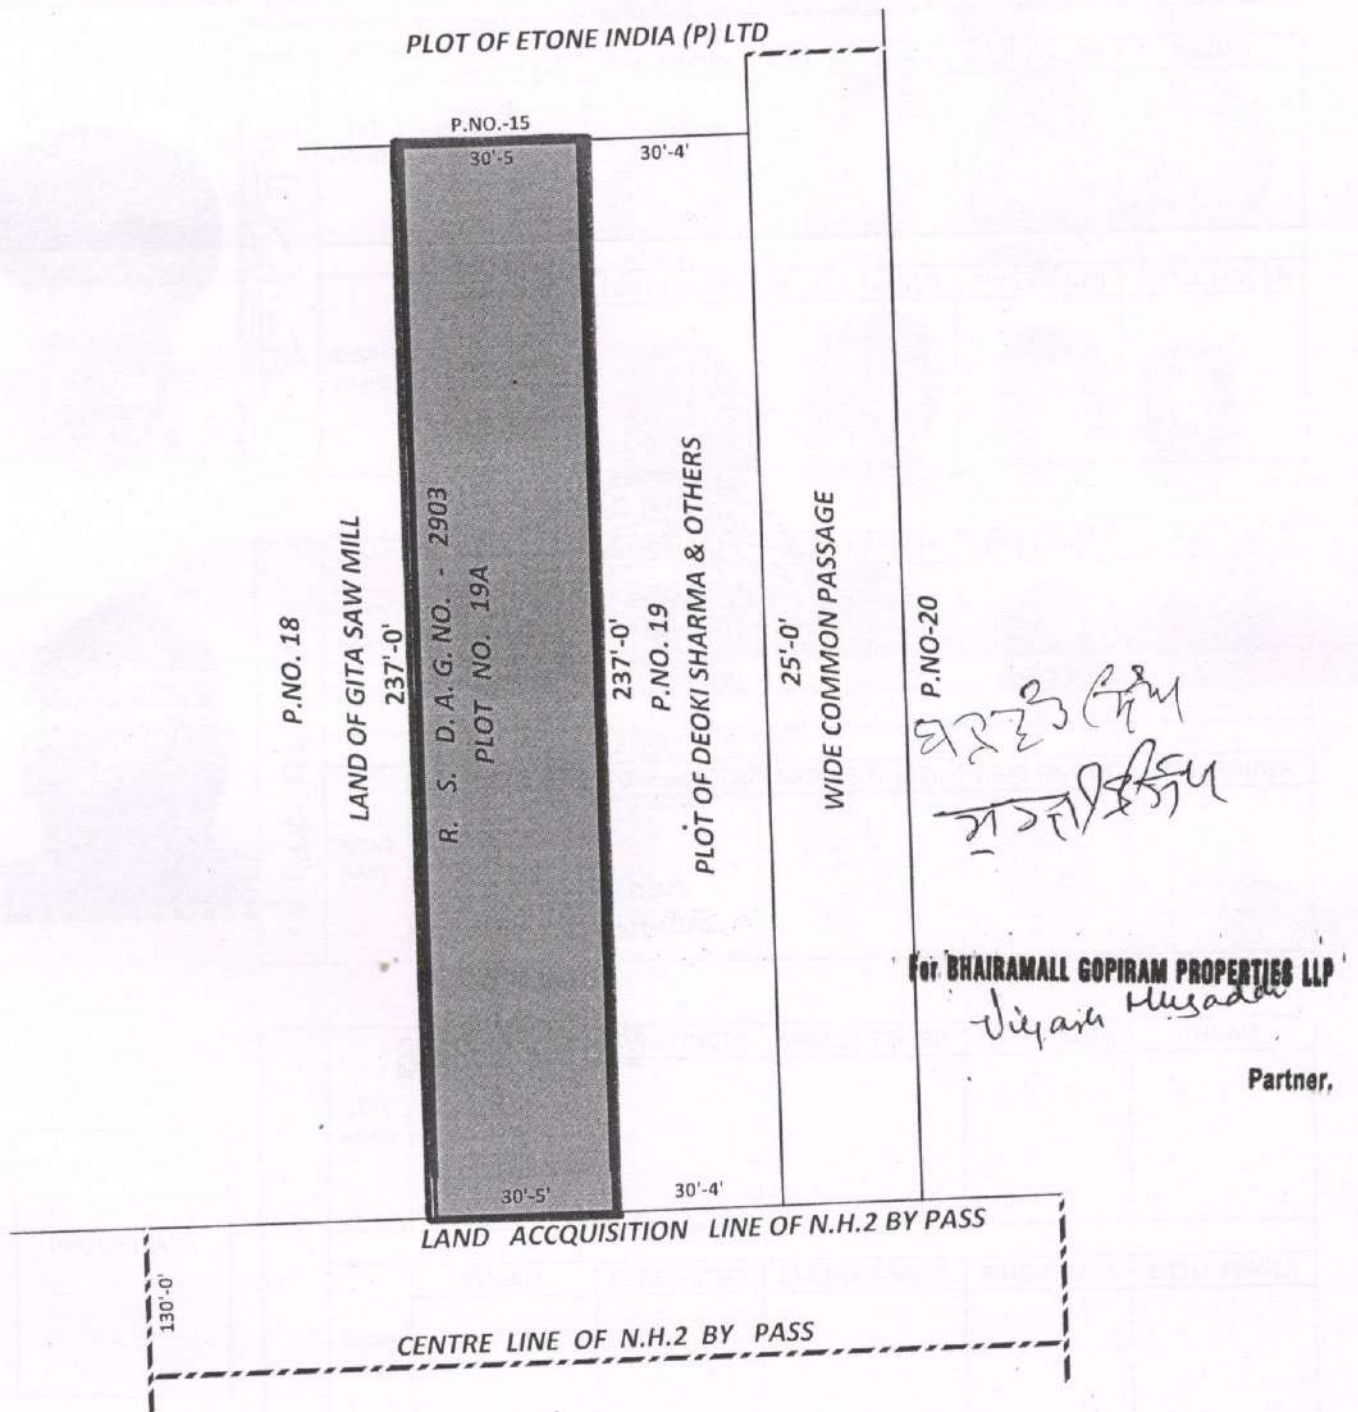 PLOT OF ETONE INDIA (P) LTD
P.NO.-15
30'-5
30'-4'
P.NO. 18
LAND OF GITA SAW MILL
237'-0'
R. S. D.A.G.NO. - 2903
PLOT NO. 19A
237'-0'
P.NO. 19
PLOT OF DEOKI SHARMA & OTHERS
25'-0'
WIDE COMMON PASSAGE
P.NO-20
For BHAIRAMALL GOPIRAM PROPERTIES LLP
Partner.
30'-5'
30'-4'
LAND ACCQUISITION LINE OF N.H.2 BY PASS
130'-0'
CENTRE LINE OF N.H.2 BY PASS